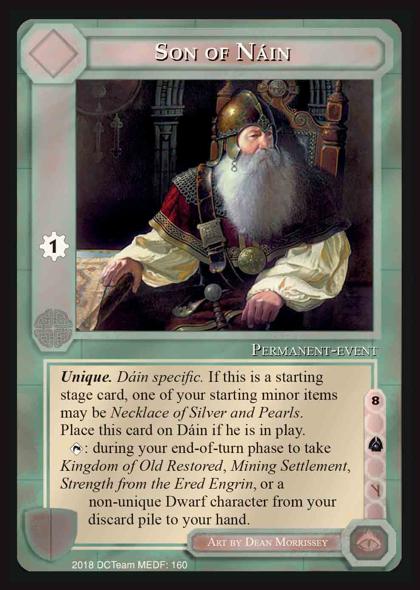 Son of Náin
1
Permanent-event
Unique. Dáin specific. If this is a starting
stage card, one of your starting minor items
may be Necklace of Silver and Pearls.
Place this card on Dáin if he is in play.
: during your end-of-turn phase to take
Kingdom of Old Restored, Mining Settlement,
Strength from the Ered Engrin, or a
non-unique Dwarf character from your
discard pile to your hand.
8
Art by Dean Morrissey
2018 DCTeam MEDF: 160